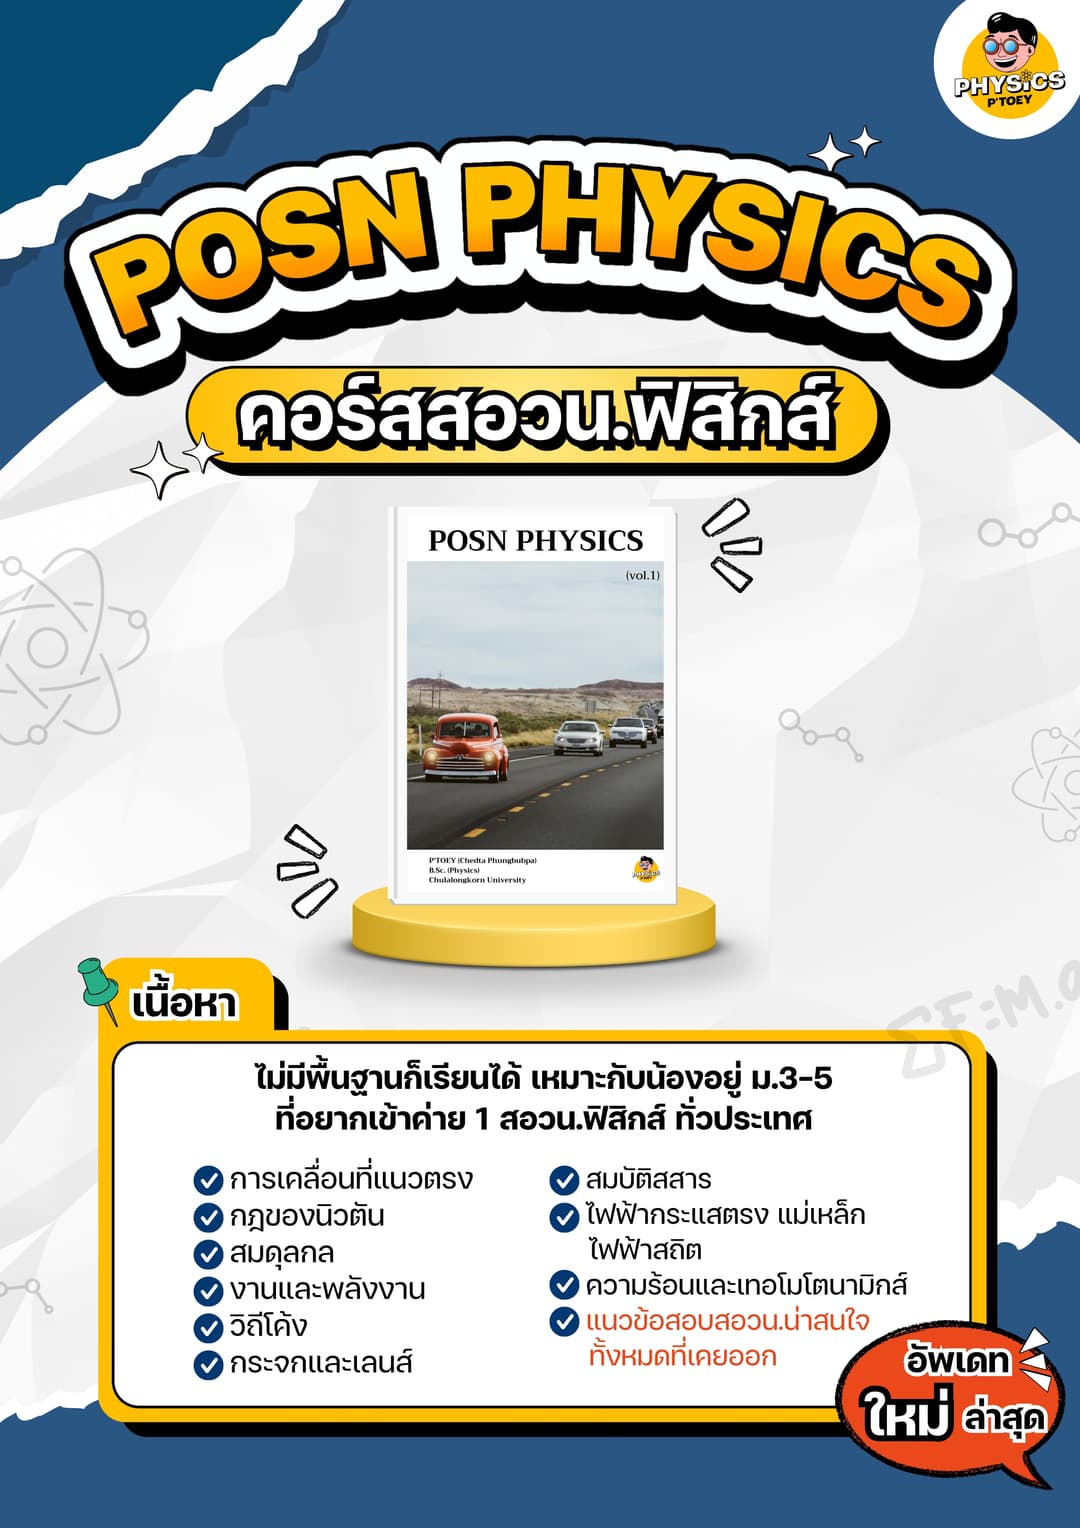 PHYSICS
P'TOEY
POSN PHYSICS
คอร์สสอวน.ฟิสิกส์
POSN PHYSICS
(vol.1)
P'TOEY (Chedta Phungbubpa)
B.Sc. (Physics)
Chulalongkorn University
PHYSICS
P'TOEY
ΣF=M.a
เนื้อหา
ไม่มีพื้นฐานก็เรียนได้ เหมาะกับน้องอยู่ ม.3-5
ที่อยากเข้าค่าย 1 สอวน.ฟิสิกส์ ทั่วประเทศ
การเคลื่อนที่แนวตรง
กฎของนิวตัน
สมดุลกล
งานและพลังงาน
วิถีโค้ง
กระจกและเลนส์
สมบัติสสาร
ไฟฟ้ากระแสตรง แม่เหล็ก
ไฟฟ้าสถิต
ความร้อนและเทอโมไดนามิกส์
แนวข้อสอบสอวน.น่าสนใจ
ทั้งหมดที่เคยออก
อัพเดท
ใหม่ ล่าสุด